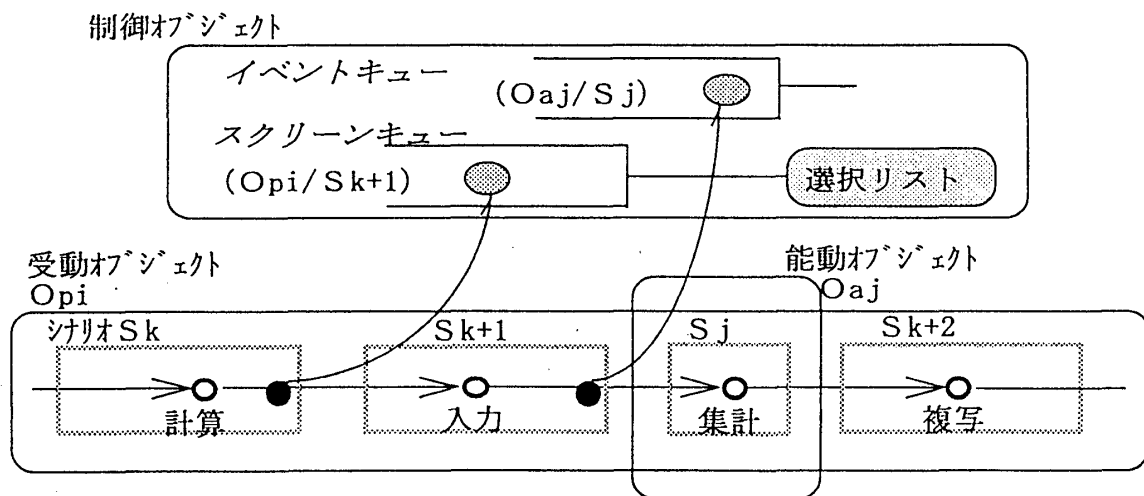 制御オブジェクト
イベントキュー
(Oaj/Sj)
スクリーンキュー
(Opi/Sk+1)
選択リスト
受動オブジェクト
Opi
能動オブジェクト
Oaj
シナリオSk
Sk+1
Sj
Sk+2
計算
入力
集計
複写